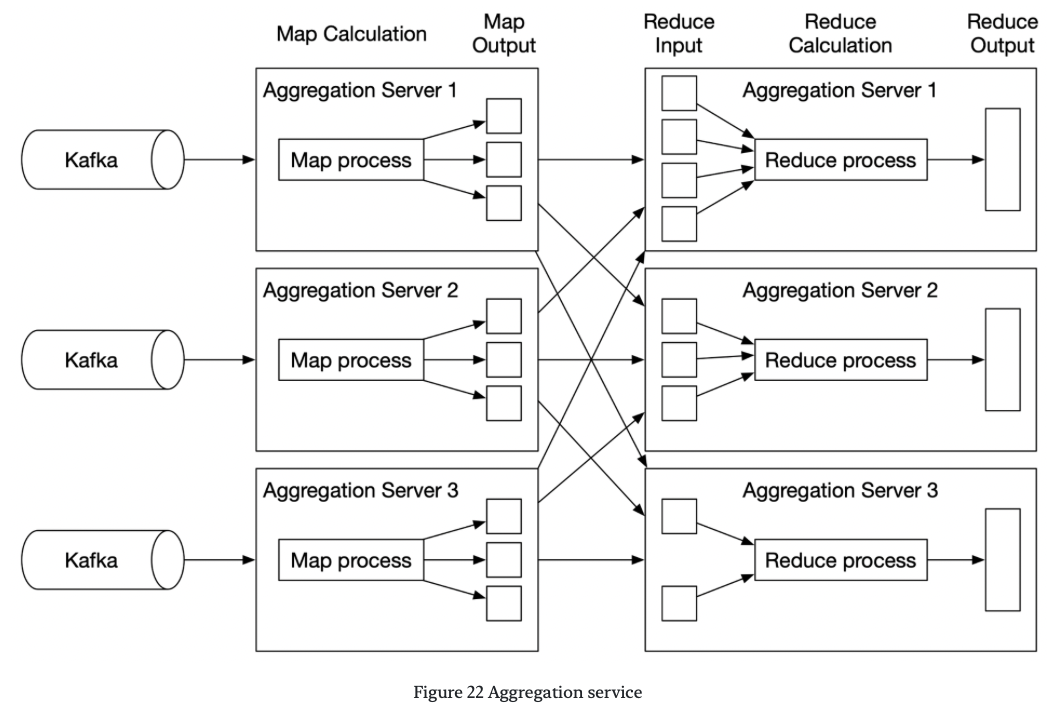 Map Calculation
Map
Output
Reduce
Input
Reduce
Calculation
Reduce
Output
Kafka
Aggregation Server 1
Map process
Aggregation Server 1
Reduce process
Kafka
Aggregation Server 2
Map process
Aggregation Server 2
Reduce process
Kafka
Aggregation Server 3
Map process
Aggregation Server 3
Reduce process
Figure 22 Aggregation service